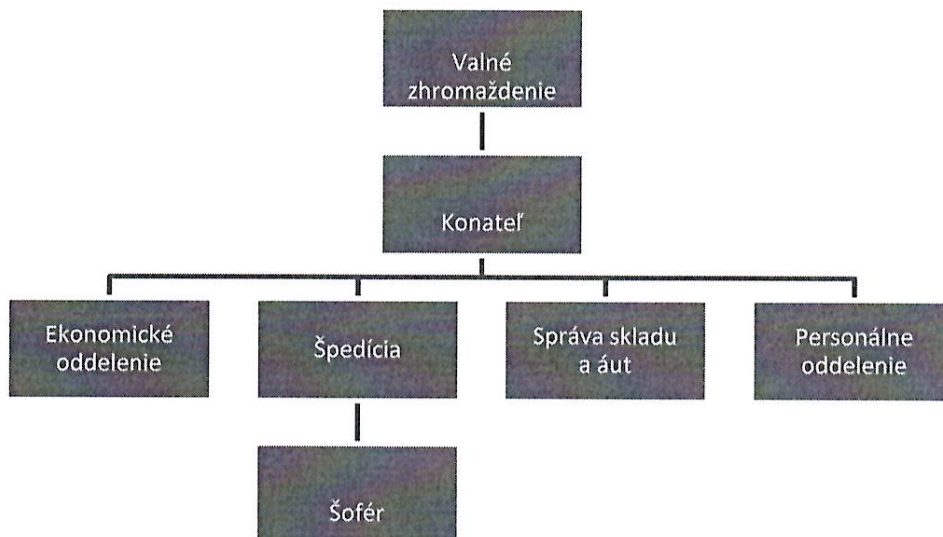 Valné
zhromaždenie
Konateľ
Ekonomické
oddelenie
Špedícia
Správa skladu
a áut
Personálne
oddelenie
Šofér